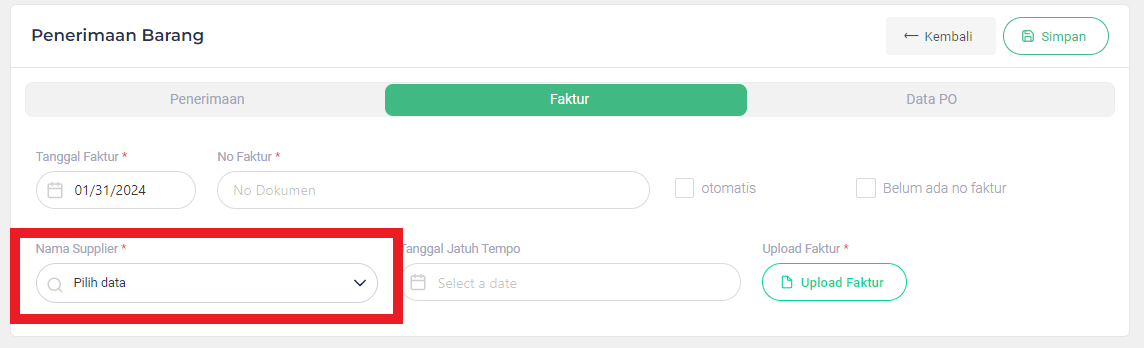 Penerimaan Barang
Kembali
Simpan
Penerimaan
Faktur
Data PO
Tanggal Faktur *
No Faktur *
01/31/2024
No Dokumen
otomatis
Belum ada no faktur
Nama Supplier *
Tanggal Jatuh Tempo
Upload Faktur *
Pilih data
Select a date
Upload Faktur